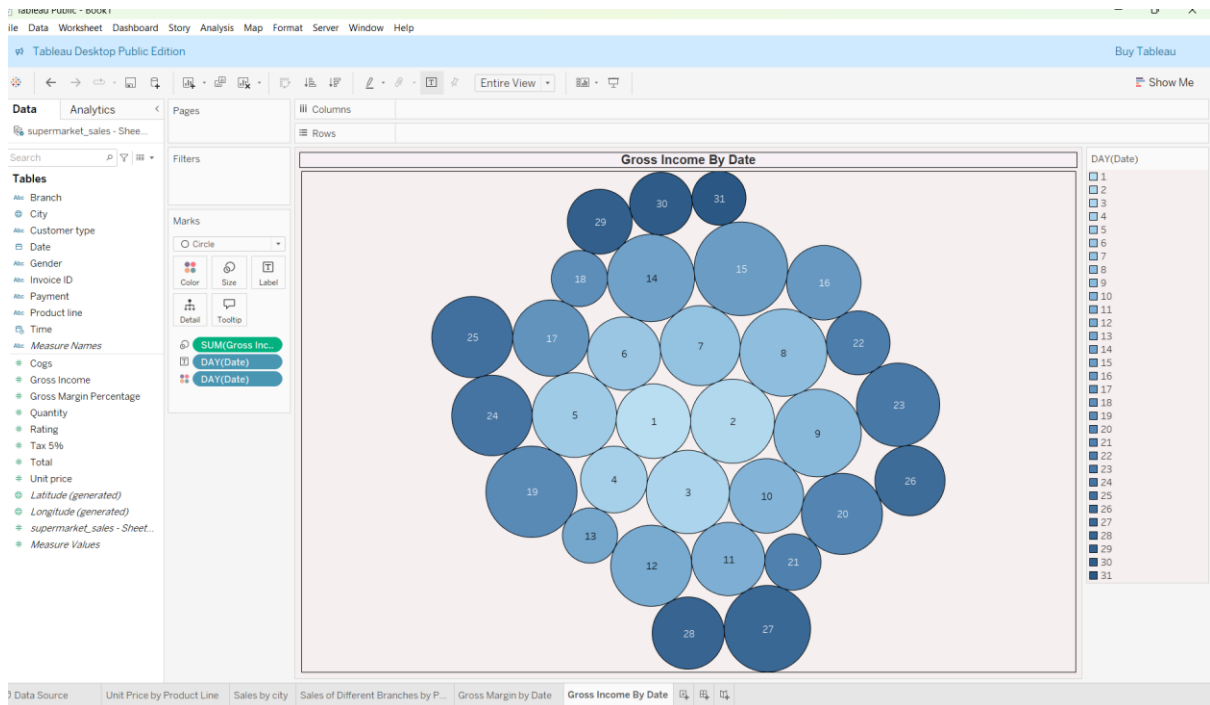 Tableau Public - Book1
ile Data Worksheet Dashboard Story Analysis Map Format Server Window Help
Tableau Desktop Public Edition
Buy Tableau
Entire View
Show Me
Data
Analytics
Pages
Columns
supermarket_sales - Shee...
Rows
Search
Filters
Gross Income By Date
DAY(Date)
Tables
Abc Branch
City
Abc Customer type
Date
Abc Gender
Abc Invoice ID
Abc Payment
Abc Product line
Time
Abc Measure Names
Cogs
Gross Income
Gross Margin Percentage
Quantity
Rating
Tax 5%
Total
Unit price
Latitude (generated)
Longitude (generated)
supermarket_sales - Sheet...
Measure Values
Marks
Circle
Color
Size
Label
Detail
Tooltip
SUM(Gross Inc..
DAY(Date)
DAY(Date)
31
30
29
15
14
18
16
25
17
6
7
8
22
24
5
1
2
9
23
19
4
3
10
26
20
13
12
11
21
28
27
1
2
3
4
5
6
7
8
9
10
11
12
13
14
15
16
17
18
19
20
21
22
23
24
25
26
27
28
29
30
31
Data Source
Unit Price by Product Line
Sales by city
Sales of Different Branches by P...
Gross Margin by Date
Gross Income By Date